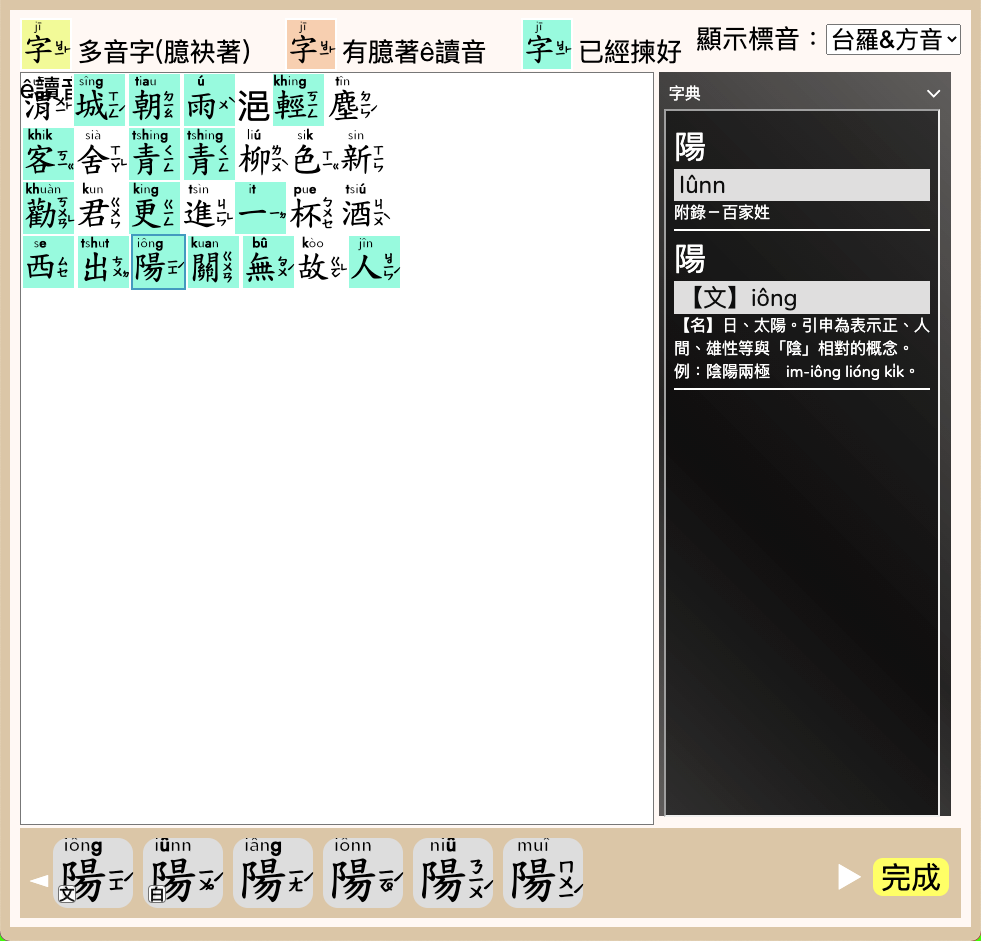 字 多音字(臆袂著) 字 有臆著ê讀音 字 已經揀好 顯示標音： 台羅&方音
ê讀音
渭城朝雨浥輕塵
sîng tiau ú khing tîn
客舍青青柳色新
khik sià tshing tshing liú sik sin
勸君更進一杯酒
khuàn kun king tsìn it pue tsiú
西出陽關無故人
se tshut iông kuan bû kòo jîn
字典
陽
lûnn
附錄－百家姓
陽
【文】iông
【名】日、太陽。引申為表示正、人
間、雄性等與「陰」相對的概念。
例：陰陽兩極 im-iông lióng ki̍k。
iông iûnn iâng iônn niû muî
陽 文 陽 白 陽 陽 陽 陽
完成